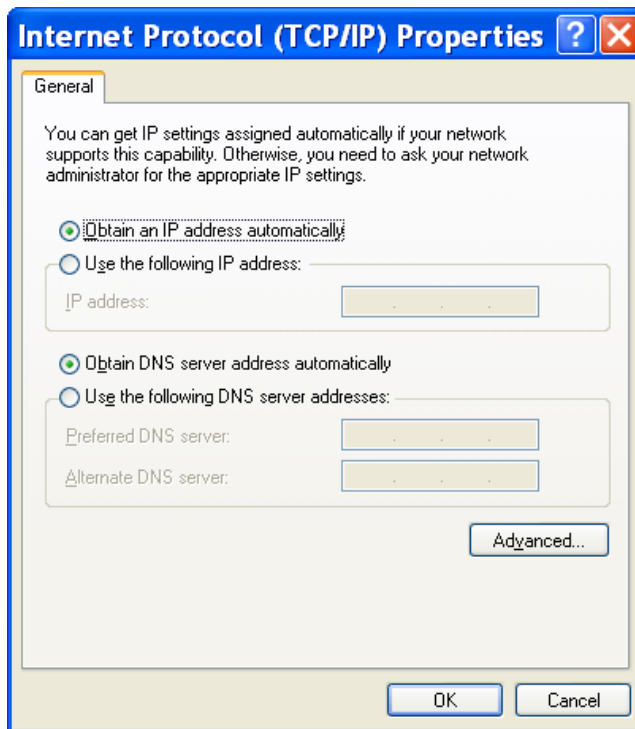 Internet Protocol (TCP/IP) Properties
General
You can get IP settings assigned automatically if your network
supports this capability. Otherwise, you need to ask your network
administrator for the appropriate IP settings.
Obtain an IP address automatically
Use the following IP address:
IP address:
Obtain DNS server address automatically
Use the following DNS server addresses:
Preferred DNS server:
Alternate DNS server:
Advanced...
OK Cancel